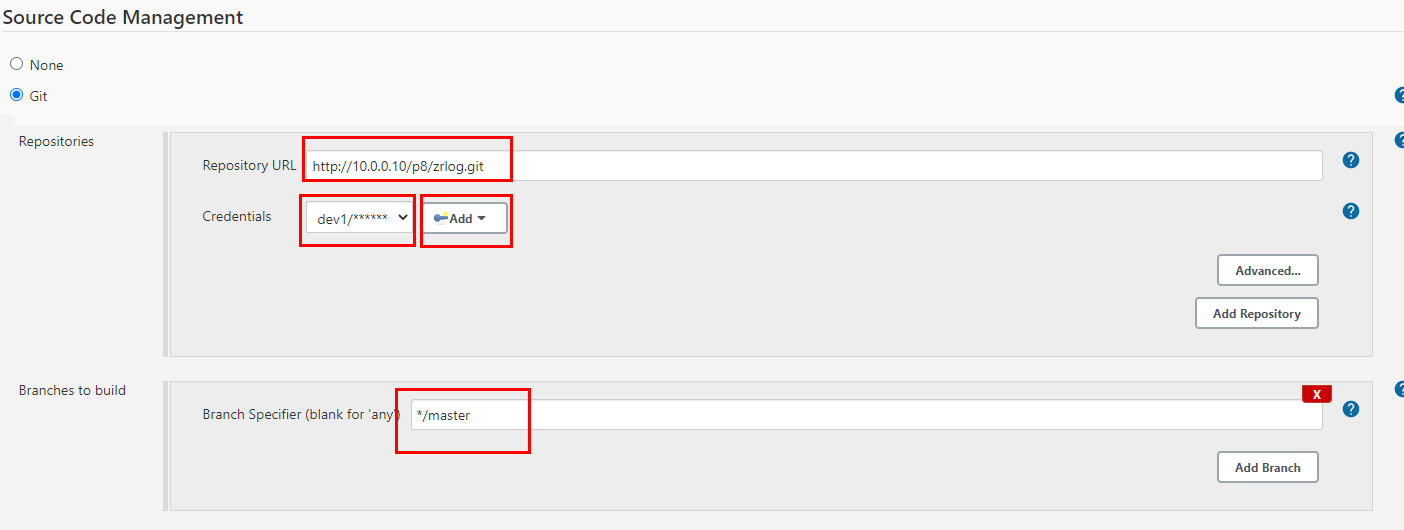 Source Code Management
None
Git
?
Repositories
?
Repository URL http://10.0.0.10/p8/zrlog.git ?
Credentials dev1/****** Add ?
Advanced...
Add Repository
Branches to build
X
?
Branch Specifier (blank for 'any') */master ?
Add Branch